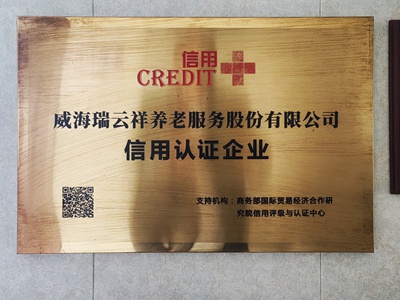 信用
CREDIT
威海瑞云祥养老服务股份有限公司
信用认证企业
支持机构：商务部国际贸易经济合作研
究院信用评级与认证中心